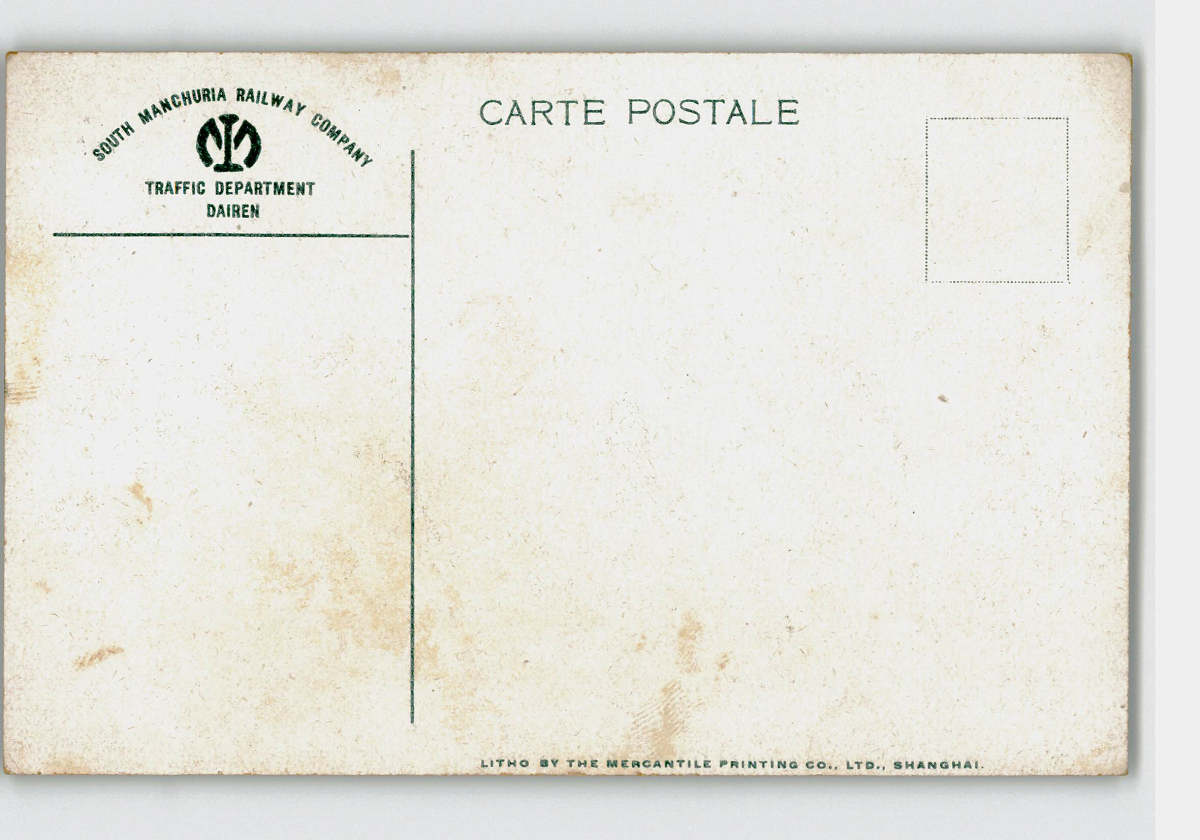 SOUTH MANCHURIA RAILWAY COMPANY
TRAFFIC DEPARTMENT
DAIREN
CARTE POSTALE
LITHO BY THE MERCANTILE PRINTING CO., LTD., SHANGHAI.